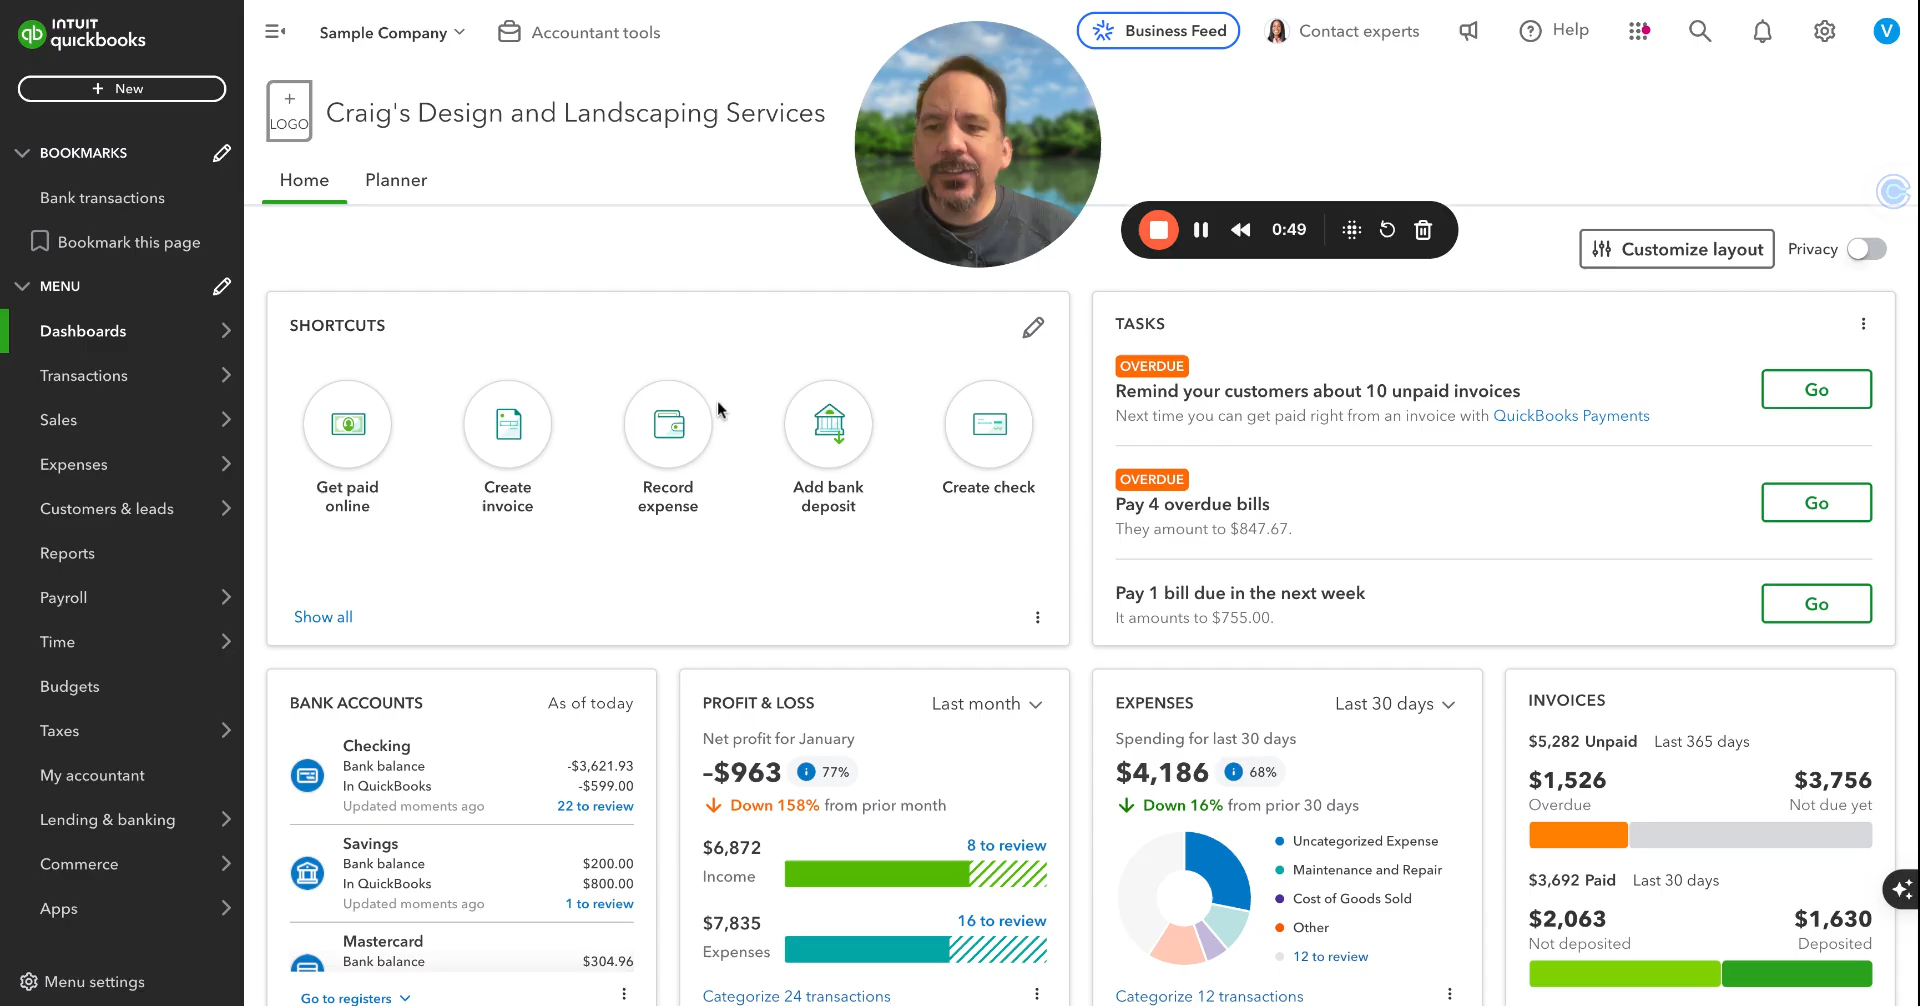 INTUIT
quickbooks
+ New
BOOKMARKS
Bank transactions
Bookmark this page
MENU
Dashboards
Transactions
Sales
Expenses
Customers & leads
Reports
Payroll
Time
Budgets
Taxes
My accountant
Lending & banking
Commerce
Apps
Menu settings
Sample Company
Accountant tools
Business Feed
Contact experts
Help
V
+
LOGO
Craig's Design and Landscaping Services
Home
Planner
0:49
Customize layout
Privacy
SHORTCUTS
Get paid
online
Create
invoice
Record
expense
Add bank
deposit
Create check
Show all
TASKS
OVERDUE
Remind your customers about 10 unpaid invoices
Next time you can get paid right from an invoice with QuickBooks Payments
Go
OVERDUE
Pay 4 overdue bills
They amount to $847.67.
Go
Pay 1 bill due in the next week
It amounts to $755.00.
Go
BANK ACCOUNTS
As of today
Checking
Bank balance -$3,621.93
In QuickBooks -$599.00
Updated moments ago 22 to review
Savings
Bank balance $200.00
In QuickBooks $800.00
Updated moments ago 1 to review
Mastercard
Bank balance $304.96
Go to registers
PROFIT & LOSS
Last month
Net profit for January
-$963 77%
Down 158% from prior month
$6,872 8 to review
Income
$7,835 16 to review
Expenses
Categorize 24 transactions
EXPENSES
Last 30 days
Spending for last 30 days
$4,186 68%
Down 16% from prior 30 days
Uncategorized Expense
Maintenance and Repair
Cost of Goods Sold
Other
12 to review
Categorize 12 transactions
INVOICES
$5,282 Unpaid Last 365 days
$1,526 $3,756
Overdue Not due yet
$3,692 Paid Last 30 days
$2,063 $1,630
Not deposited Deposited